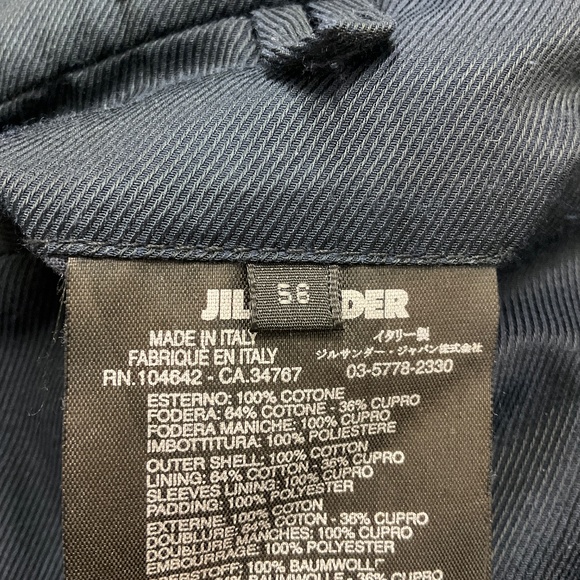 56
MADE IN ITALY
FABRIQUE EN ITALY
RN.104642 - CA.34767
イタリー製
ジルサンダー・ジャパン株式会社
03-5778-2330
ESTERNO: 100% COTONE
FODERA: 64% COTONE - 36% CUPRO
FODERA MANICHE: 100% CUPRO
IMBOTTITURA: 100% POLIESTERE
OUTER SHELL: 100% COTTON
LINING: 64% COTTON - 36% CUPRO
SLEEVES LINING: 100% CUPRO
PADDING: 100% POLYESTER
EXTERNE: 100% COTON
DOUBLURE: 64% COTON - 36% CUPRO
DOUBLURE MANCHES: 100% CUPRO
EMBOURRAGE: 100% POLYESTER
100% BAUMWOLLE
BAUMWOLLE - 36% CUPRO